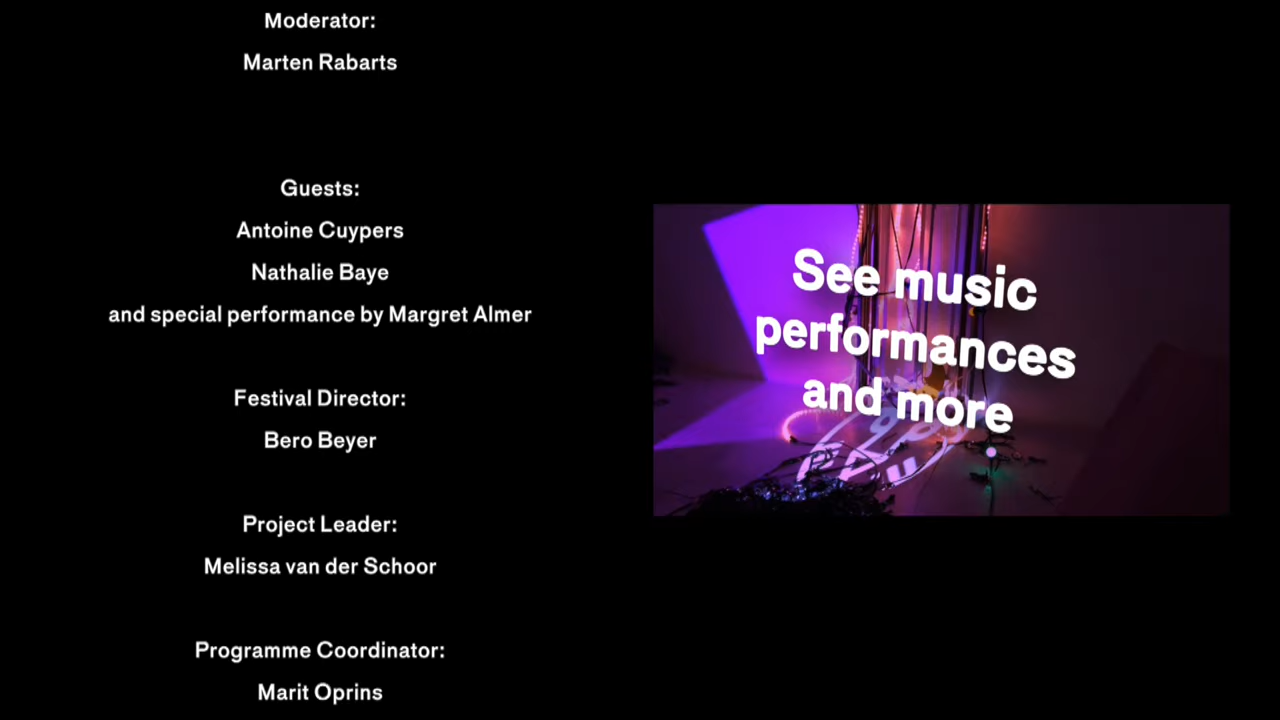 Moderator:
Marten Rabarts
Guests:
Antoine Cuypers
Nathalie Baye
and special performance by Margret Almer
Festival Director:
Bero Beyer
Project Leader:
Melissa van der Schoor
Programme Coordinator:
Marit Oprins
See music
performances
and more